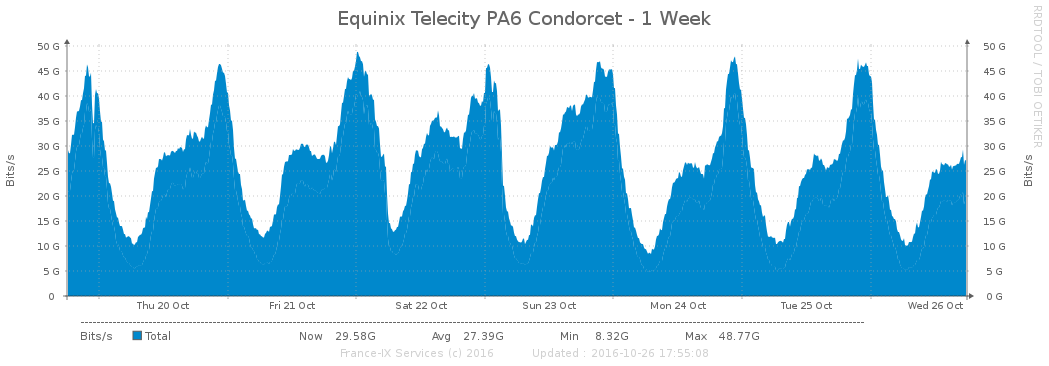 Equinix Telecity PA6 Condorcet - 1 Week
RRDTOOL / TOBI OETIKER
Bits/s
50 G 50 G
45 G 45 G
40 G 40 G
35 G 35 G
30 G 30 G
25 G 25 G
20 G 20 G
15 G 15 G
10 G 10 G
5 G 5 G
0 0 G
Bits/s
Thu 20 Oct Fri 21 Oct Sat 22 Oct Sun 23 Oct Mon 24 Oct Tue 25 Oct Wed 26 Oct
Bits/s Total Now 29.58G Avg 27.39G Min 8.32G Max 48.77G
France-IX Services (c) 2016 Updated : 2016-10-26 17:55:08